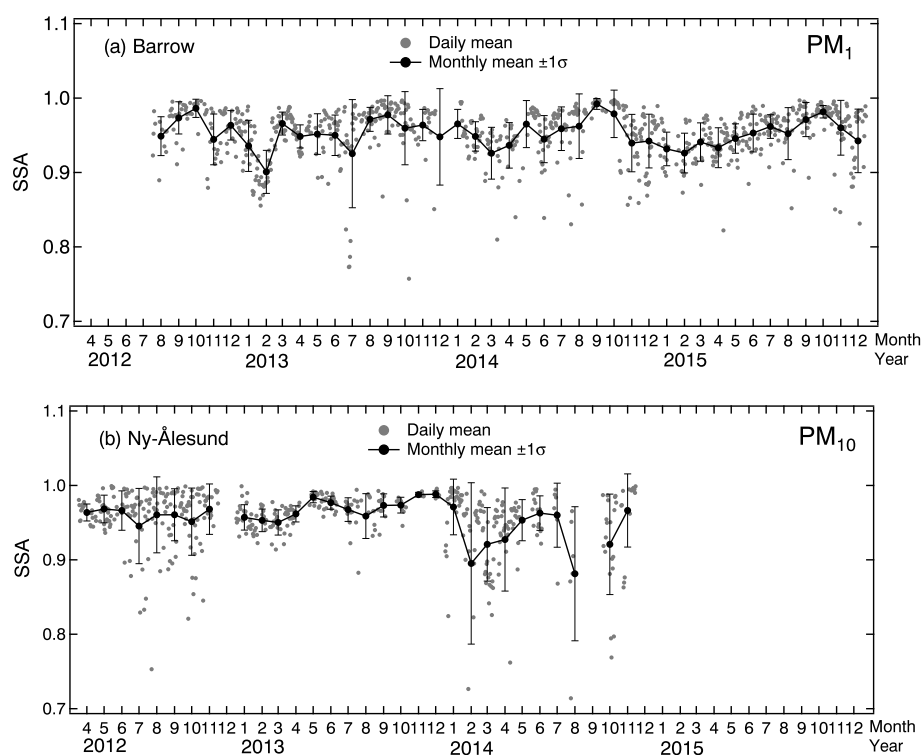 1.1
(a) Barrow
Daily mean
Monthly mean ±1σ
PM1
1.0
0.9
0.8
0.7
SSA
4 5 6 7 8 9 10 11 12 1 2 3 4 5 6 7 8 9 10 11 12 1 2 3 4 5 6 7 8 9 10 11 12 1 2 3 4 5 6 7 8 9 10 11 12 Month
2012 2013 2014 2015 Year
1.1
(b) Ny-Ålesund
Daily mean
Monthly mean ±1σ
PM10
1.0
0.9
0.8
0.7
SSA
4 5 6 7 8 9 10 11 12 1 2 3 4 5 6 7 8 9 10 11 12 1 2 3 4 5 6 7 8 9 10 11 12 1 2 3 4 5 6 7 8 9 10 11 12 Month
2012 2013 2014 2015 Year